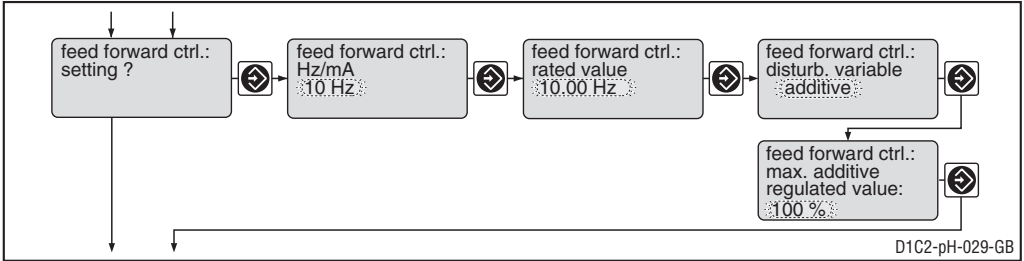 feed forward ctrl.:
setting ?
feed forward ctrl.:
Hz/mA
10 Hz
feed forward ctrl.:
rated value
10.00 Hz
feed forward ctrl.:
disturb. variable
additive
feed forward ctrl.:
max. additive
regulated value:
100 %
D1C2-pH-029-GB